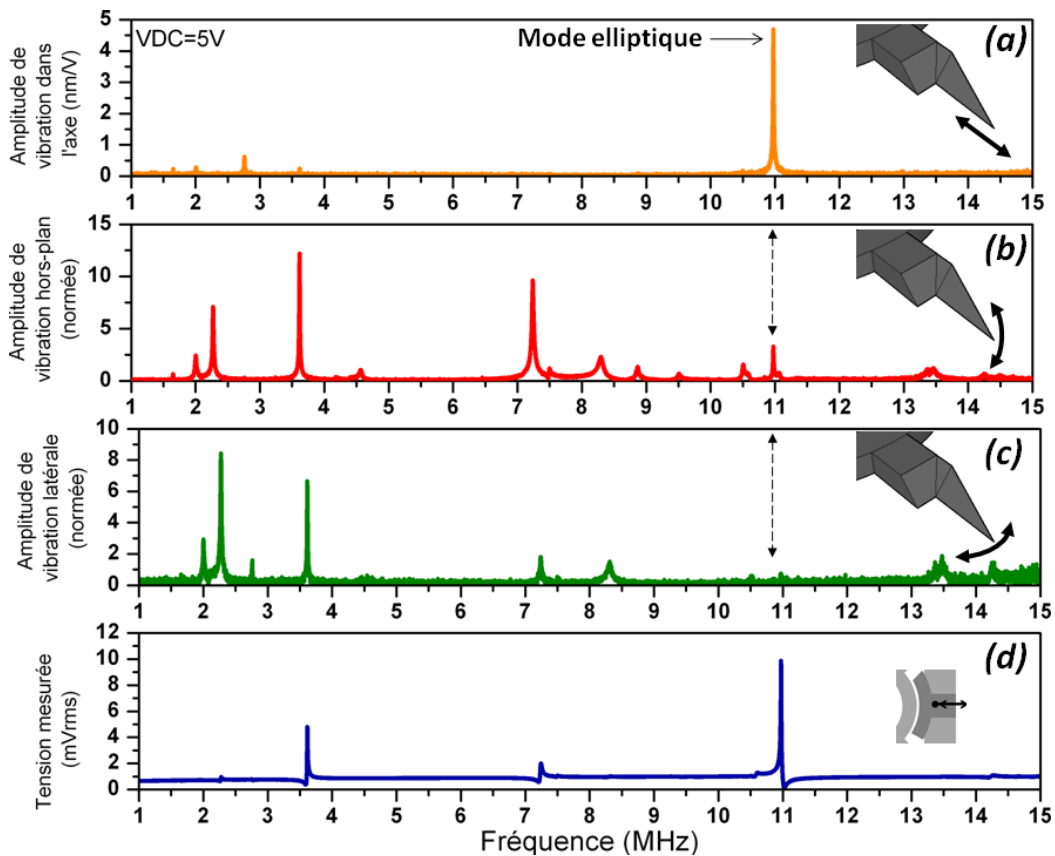 VDC=5V
Mode elliptique
(a)
Amplitude de
vibration dans
l'axe (nm/V)
5
4
3
2
1
0
1 2 3 4 5 6 7 8 9 10 11 12 13 14 15
(b)
Amplitude de
vibration hors-plan
(normée)
15
10
5
0
1 2 3 4 5 6 7 8 9 10 11 12 13 14 15
(c)
Amplitude de
vibration latérale
(normée)
10
8
6
4
2
0
1 2 3 4 5 6 7 8 9 10 11 12 13 14 15
(d)
Tension mesurée
(mVrms)
12
10
8
6
4
2
0
1 2 3 4 5 6 7 8 9 10 11 12 13 14 15
Fréquence (MHz)